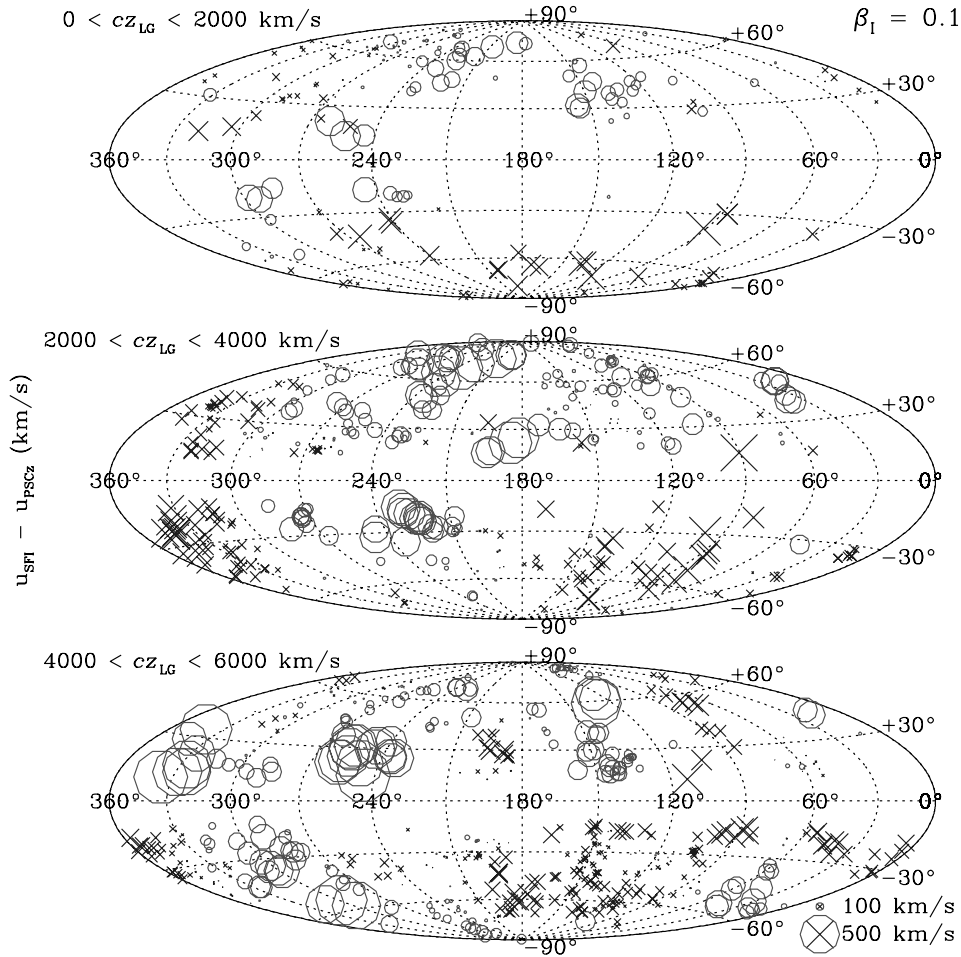 0 < cz_LG < 2000 km/s
β_I = 0.1
+90°
+60°
+30°
360° 300° 240° 180° 120° 60° 0°
−30°
−60°
−90°
2000 < cz_LG < 4000 km/s
+90°
+60°
+30°
360° 300° 240° 180° 120° 60° 0°
−30°
−60°
−90°
u_SFI − u_PSCz (km/s)
4000 < cz_LG < 6000 km/s
+90°
+60°
+30°
360° 300° 240° 180° 120° 60° 0°
−30°
−60°
−90°
100 km/s
500 km/s